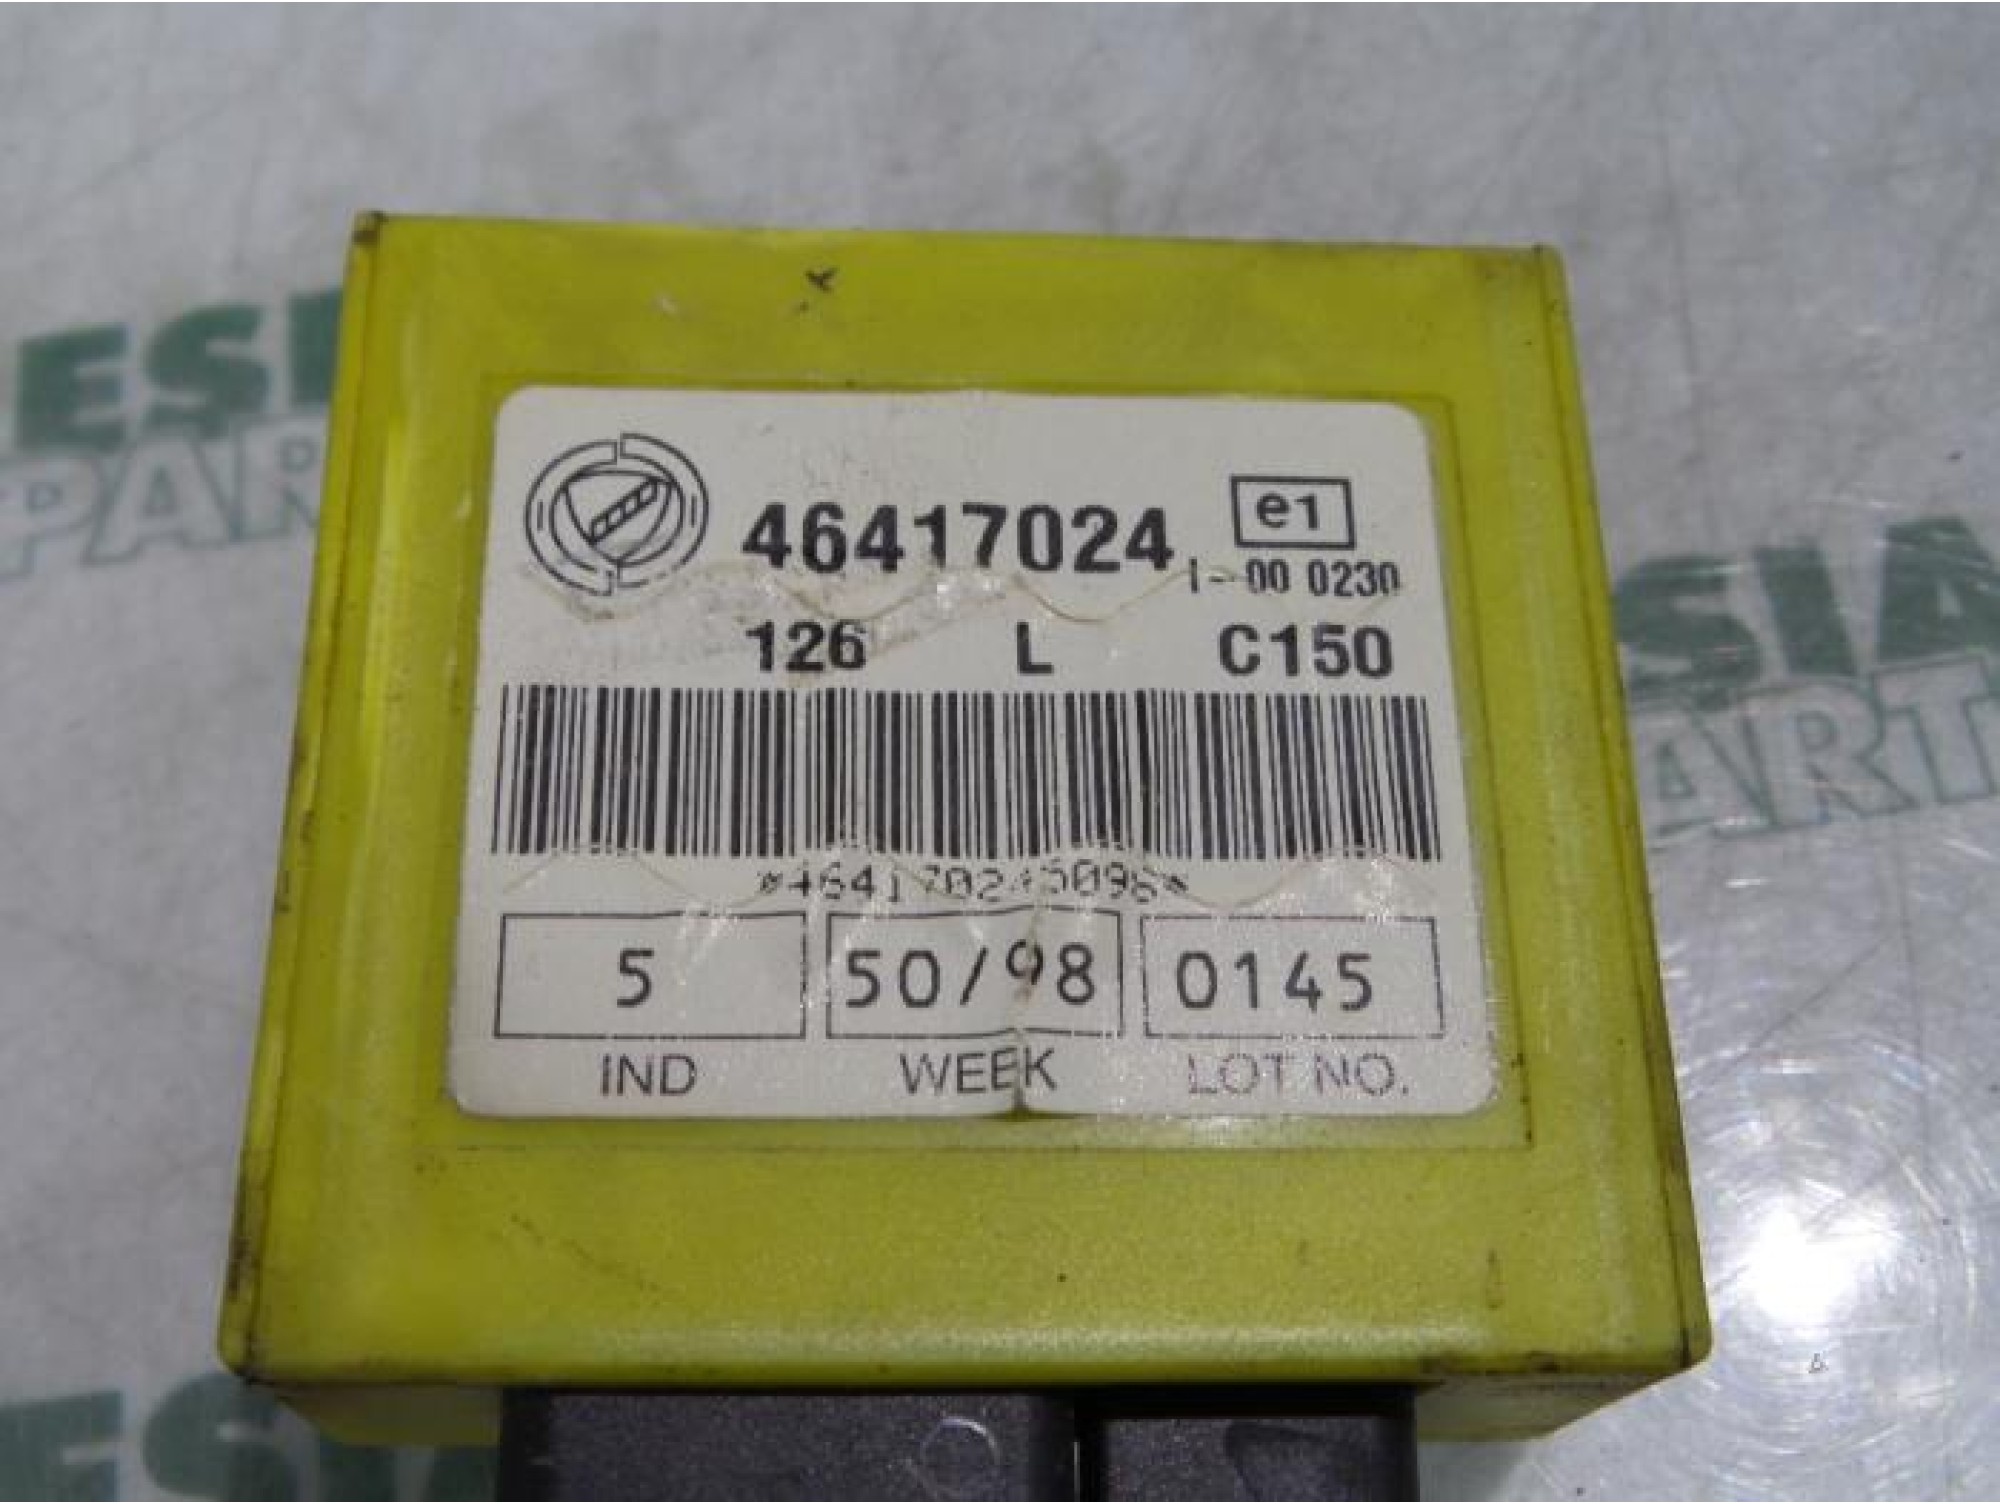 46417024
e1
I-00 0230
126 L C150
5 50/98 0145
IND WEEK LOT NO.